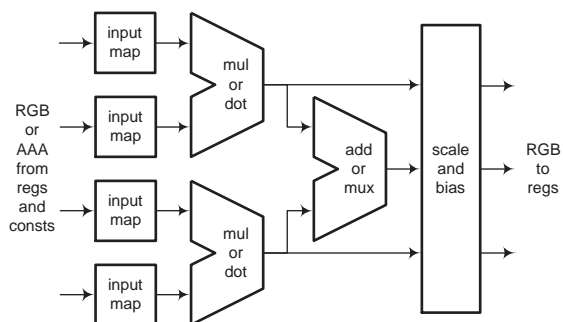 input
map
input
map
input
map
input
map
RGB
or
AAA
from
regs
and
consts
mul
or
dot
mul
or
dot
add
or
mux
scale
and
bias
RGB
to
regs